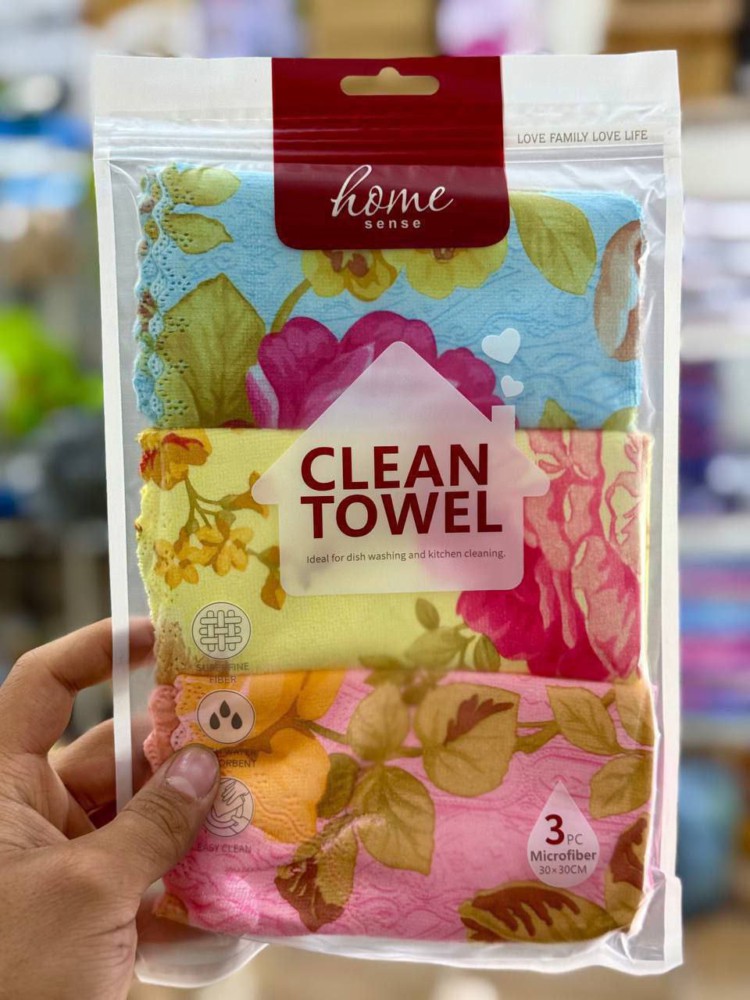 LOVE FAMILY LOVE LIFE
home
sense
CLEAN
TOWEL
Ideal for dish washing and kitchen cleaning.
FIBER
EASY CLEAN
3PC
Microfiber
30×30CM